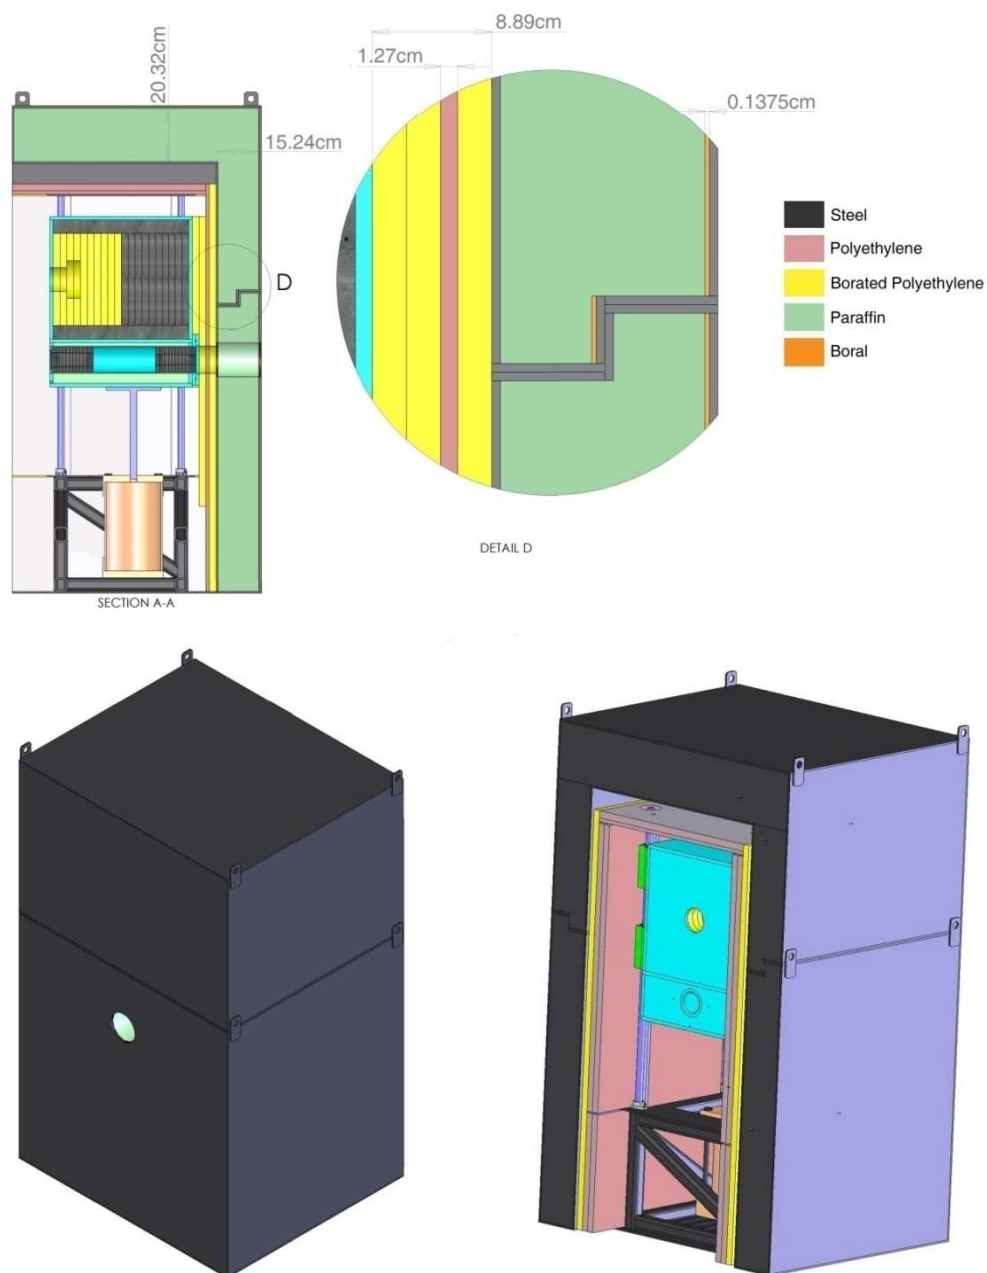 8.89cm
1.27cm
20.32cm
0.1375cm
15.24cm
D
Steel
Polyethylene
Borated Polyethylene
Paraffin
Boral
DETAIL D
SECTION A-A